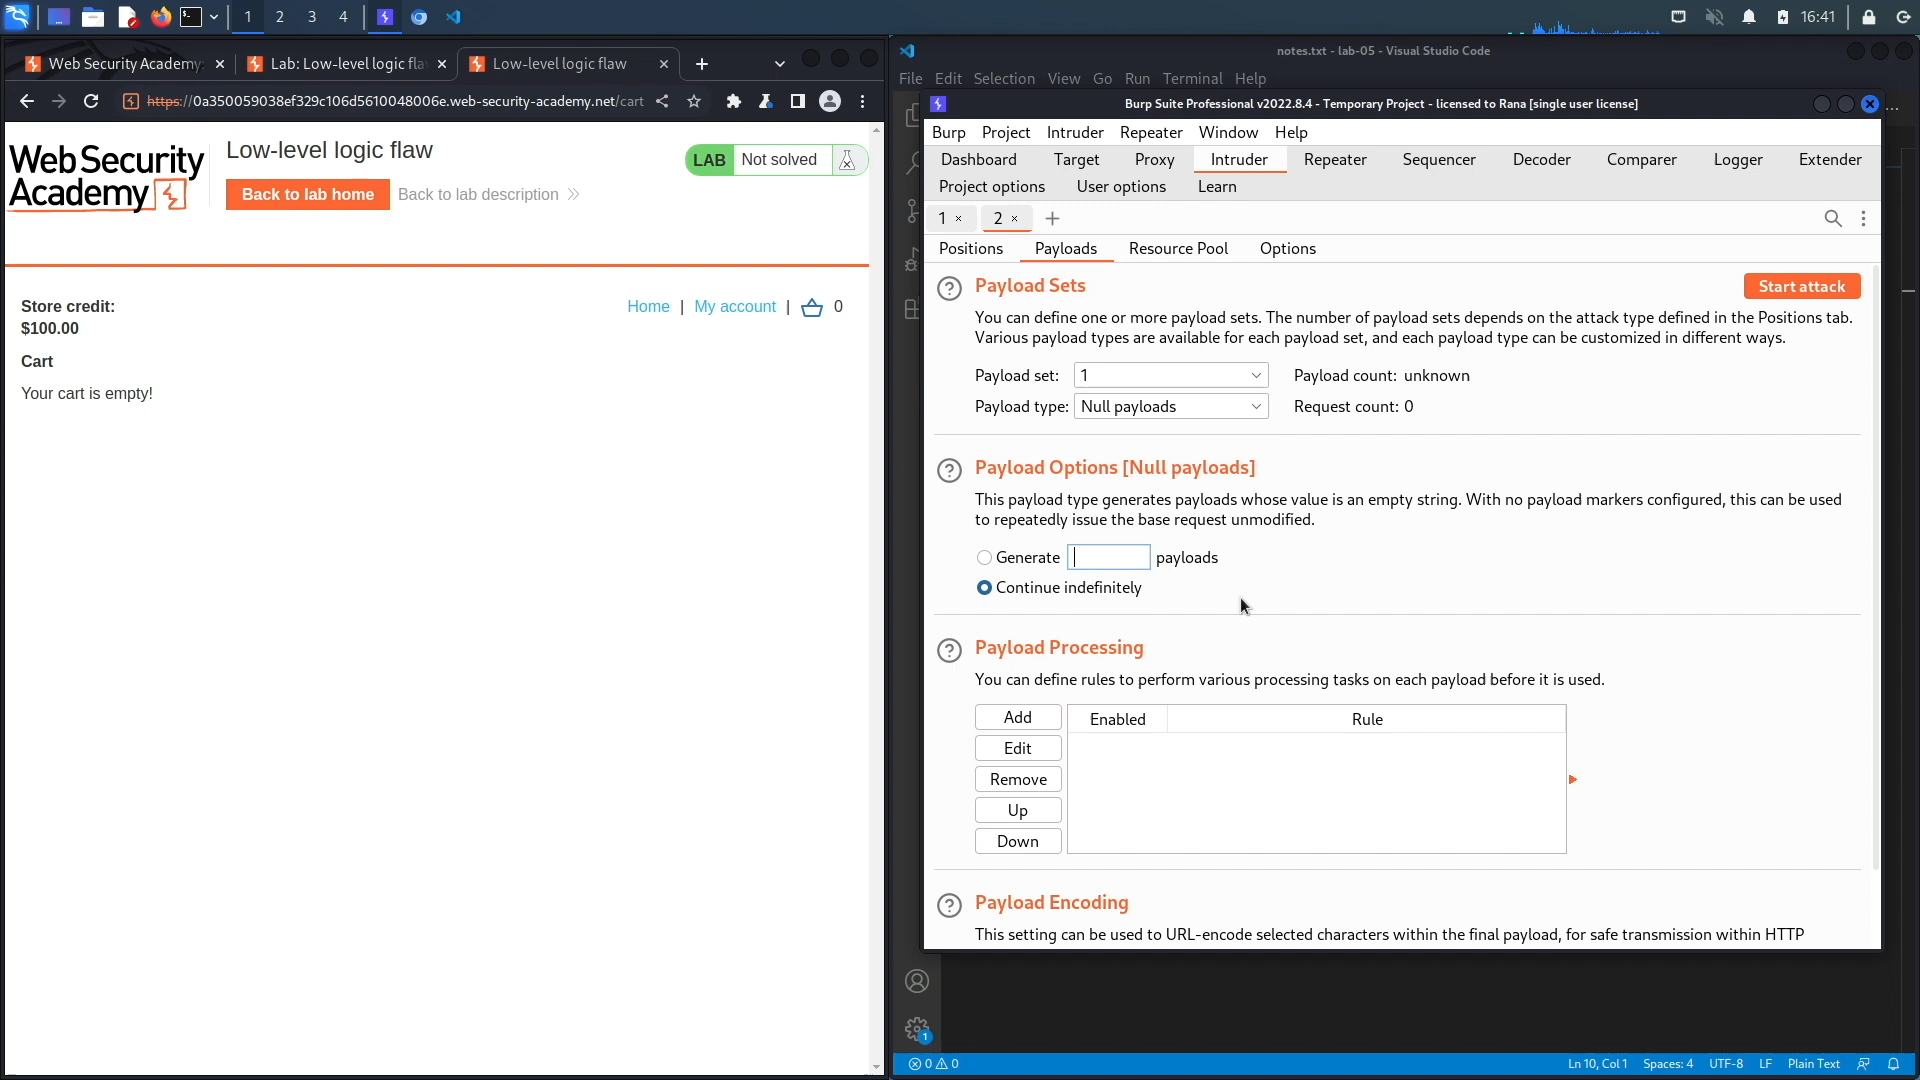 1 2 3 4
16:41
Web Security Academy:
Lab: Low-level logic fla
Low-level logic flaw
https://0a350059038ef329c106d5610048006e.web-security-academy.net/cart
Web Security
Academy
Low-level logic flaw
Back to lab home
Back to lab description
LAB Not solved
Store credit:
$100.00
Home | My account | 0
Cart
Your cart is empty!
notes.txt - lab-05 - Visual Studio Code
File Edit Selection View Go Run Terminal Help
Burp Suite Professional v2022.8.4 - Temporary Project - licensed to Rana [single user license]
Burp Project Intruder Repeater Window Help
Dashboard Target Proxy Intruder Repeater Sequencer Decoder Comparer Logger Extender
Project options User options Learn
1 × 2 ×
Positions Payloads Resource Pool Options
Payload Sets
Start attack
You can define one or more payload sets. The number of payload sets depends on the attack type defined in the Positions tab.
Various payload types are available for each payload set, and each payload type can be customized in different ways.
Payload set: 1 Payload count: unknown
Payload type: Null payloads Request count: 0
Payload Options [Null payloads]
This payload type generates payloads whose value is an empty string. With no payload markers configured, this can be used
to repeatedly issue the base request unmodified.
Generate payloads
Continue indefinitely
Payload Processing
You can define rules to perform various processing tasks on each payload before it is used.
Add
Edit
Remove
Up
Down
Enabled Rule
Payload Encoding
This setting can be used to URL-encode selected characters within the final payload, for safe transmission within HTTP
1
0 0
Ln 10, Col 1 Spaces: 4 UTF-8 LF Plain Text